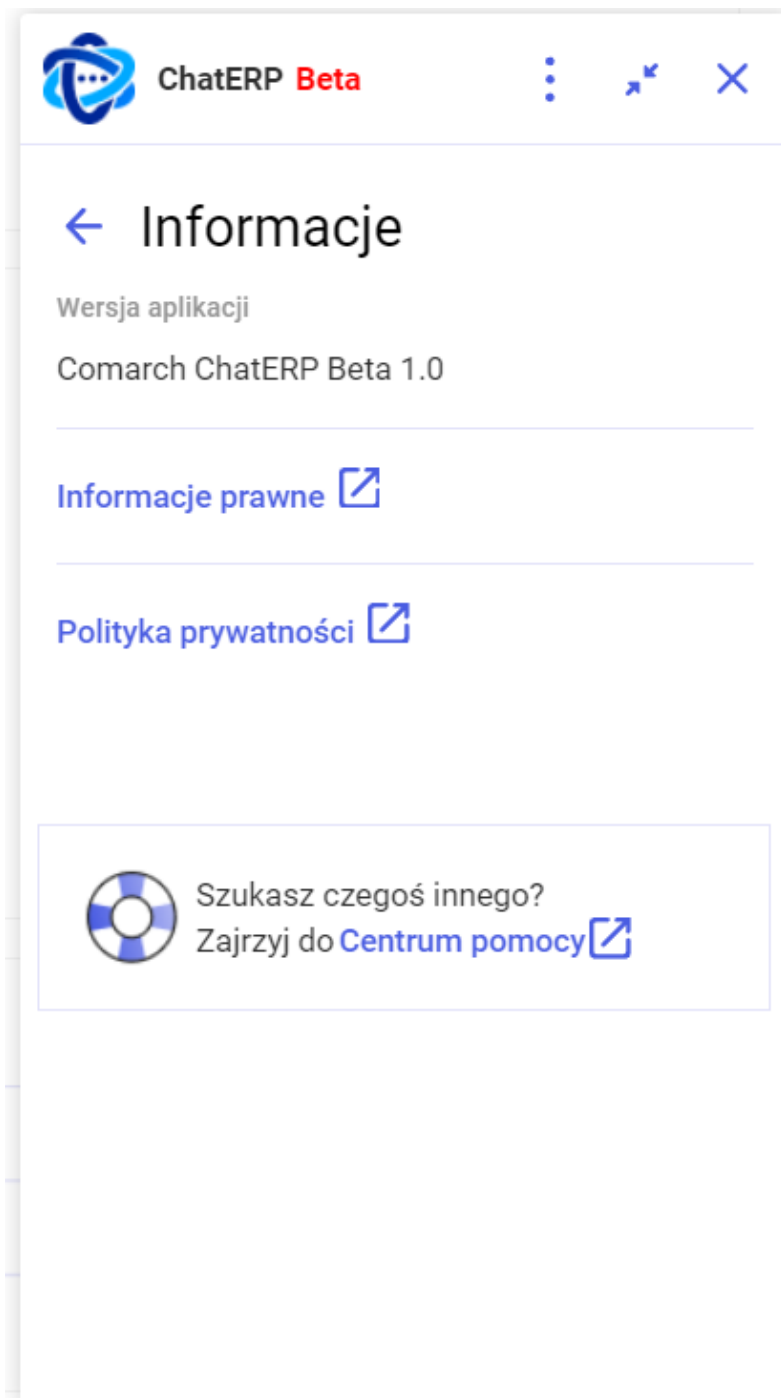 ChatERP Beta
Informacje
Wersja aplikacji
Comarch ChatERP Beta 1.0
Informacje prawne
Polityka prywatności
Szukasz czegoś innego?
Zajrzyj do Centrum pomocy